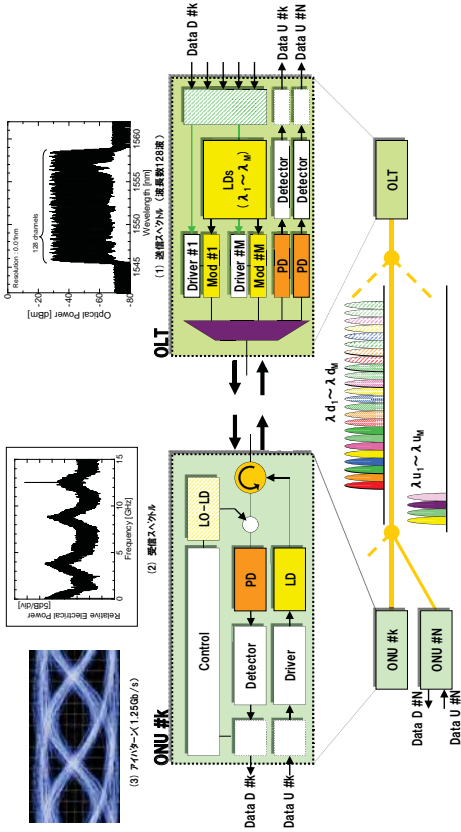 (3) アイパターン(1.25Gb/s)
Relative Electrical Power
[5dB/div]
0
5
10
15
Frequency [GHz]
(2) 受信スペクトル
Optical Power [dBm]
0
-20
-40
-60
-80
Resolution : 0.01nm
128 channels
1545
1550
1555
1560
Wavelength [nm]
(1) 送信スペクトル (波長数128波)
ONU #k
Control
LO-LD
Detector
PD
Driver
LD
Data D #k
Data U #k
OLT
Driver #1
Mod #1
Driver #M
Mod #M
LDs
(λ1~λM)
PD
Detector
PD
Detector
Data D #k
Data U #k
Data U #N
λd1~λdM
λu1~λuM
ONU #k
ONU #N
Data D #N
Data U #N
OLT